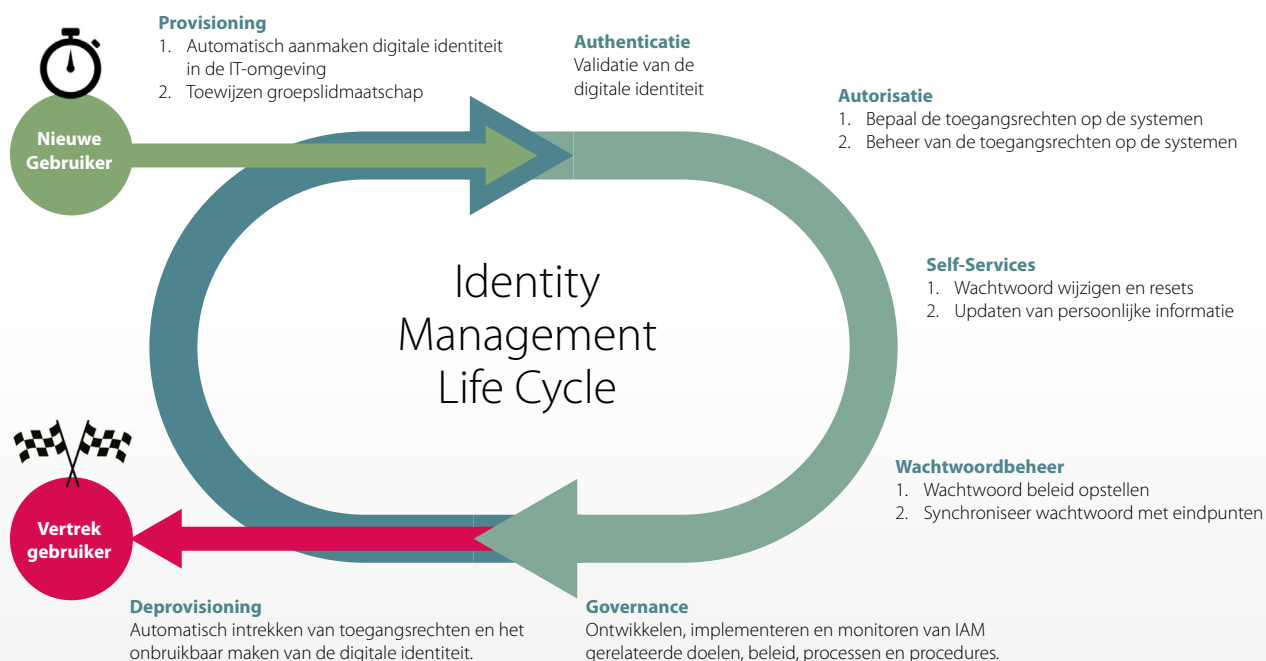 Provisioning
1. Automatisch aanmaken digitale identiteit
in de IT-omgeving
2. Toewijzen groepslidmaatschap
Authenticatie
Validatie van de
digitale identiteit
Autorisatie
1. Bepaal de toegangsrechten op de systemen
2. Beheer van de toegangsrechten op de systemen
Nieuwe
Gebruiker
Identity
Management
Life Cycle
Self-Services
1. Wachtwoord wijzigen en resets
2. Updaten van persoonlijke informatie
Wachtwoordbeheer
1. Wachtwoord beleid opstellen
2. Synchroniseer wachtwoord met eindpunten
Vertrek
gebruiker
Deprovisioning
Automatisch intrekken van toegangsrechten en het
onbruikbaar maken van de digitale identiteit.
Governance
Ontwikkelen, implementeren en monitoren van IAM
gerelateerde doelen, beleid, processen en procedures.